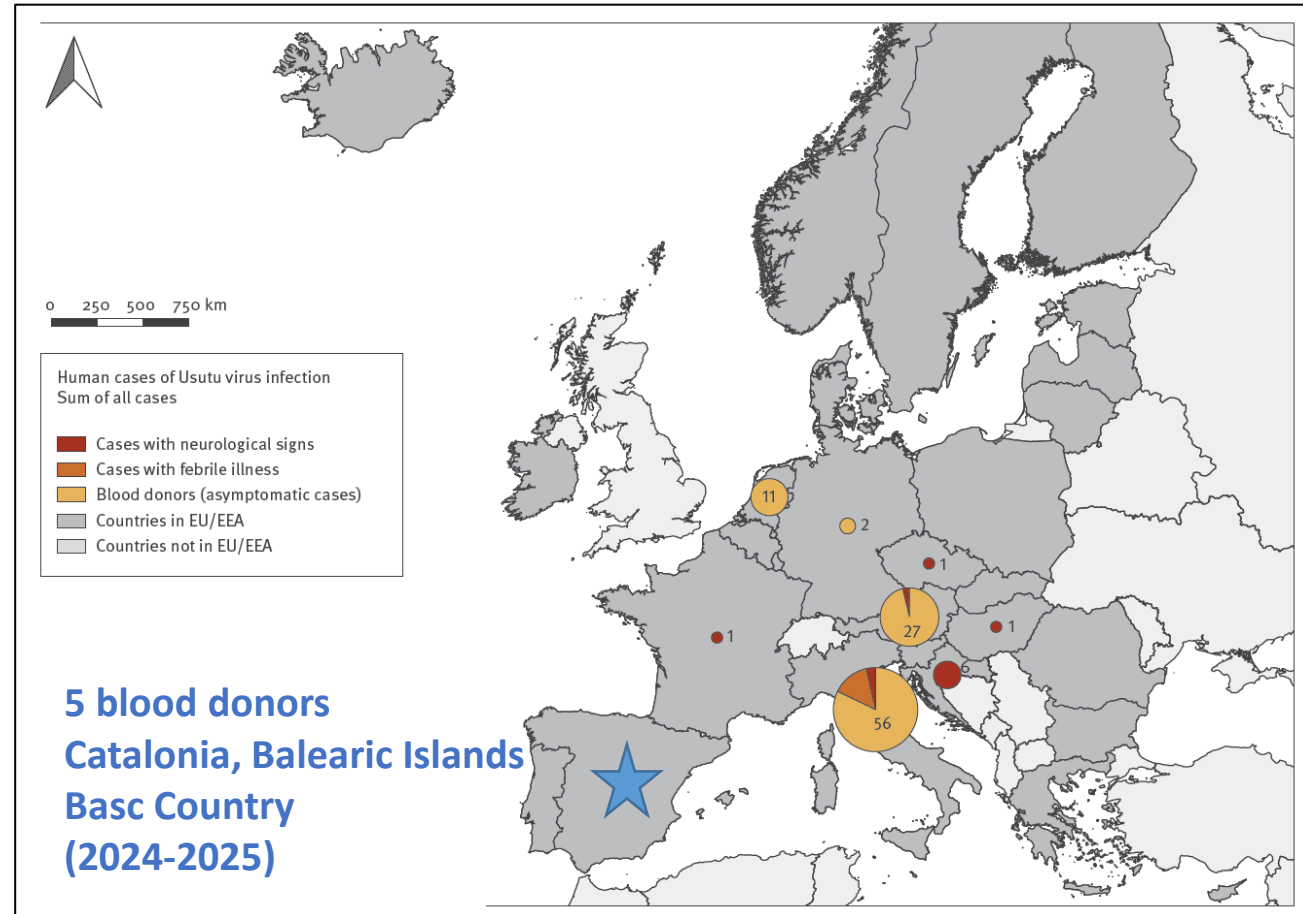 0 250 500 750 km
Human cases of Usutu virus infection
Sum of all cases
Cases with neurological signs
Cases with febrile illness
Blood donors (asymptomatic cases)
Countries in EU/EEA
Countries not in EU/EEA
11
2
1
27
1
1
6
56
5 blood donors
Catalonia, Balearic Islands
Basc Country
(2024-2025)